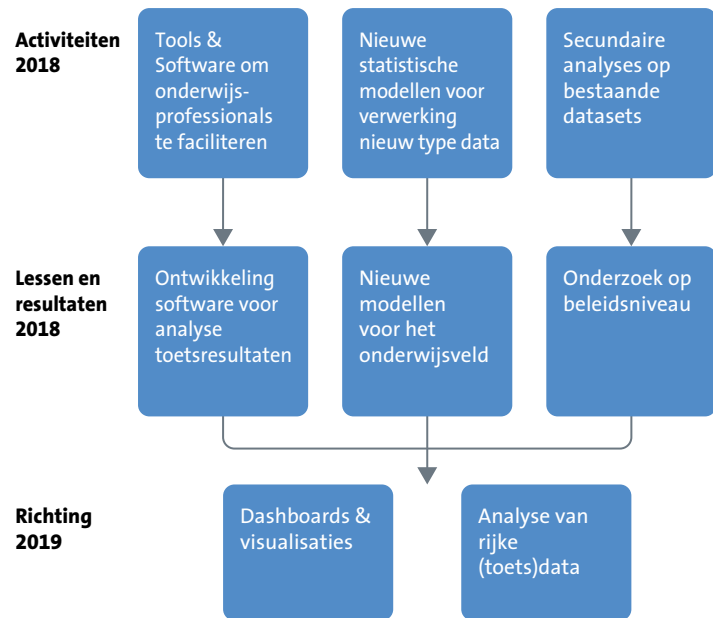 Activiteiten
2018
Tools &
Software om
onderwijs-
professionals
te faciliteren
Nieuwe
statistische
modellen voor
verwerking
nieuw type data
Secundaire
analyses op
bestaande
datasets
Lessen en
resultaten
2018
Ontwikkeling
software voor
analyse
toetsresultaten
Nieuwe
modellen
voor het
onderwijsveld
Onderzoek op
beleidsniveau
Richting
2019
Dashboards &
visualisaties
Analyse van
rijke
(toets)data